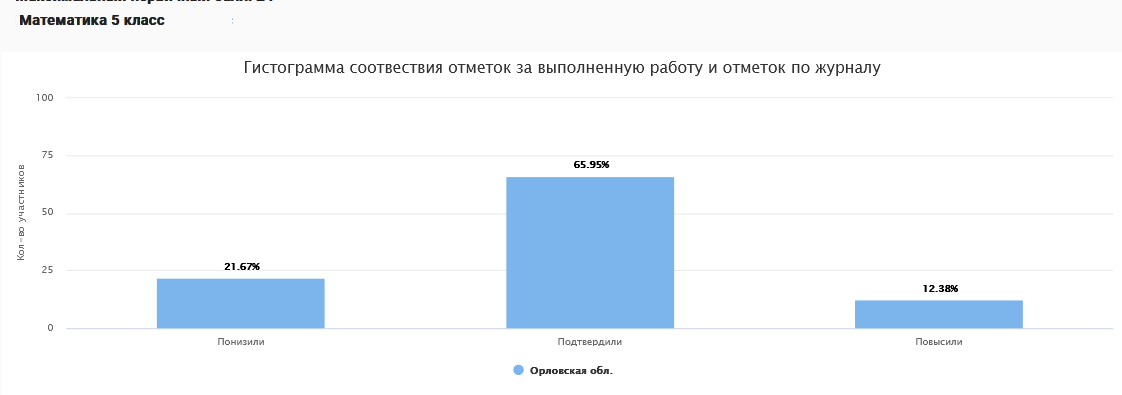 Математика 5 класс
Гистограмма соотвествия отметок за выполненную работу и отметок по журналу
100
75
50
25
0
Кол-во участников
21.67%
65.95%
12.38%
Понизили
Подтвердили
Повысили
Орловская обл.